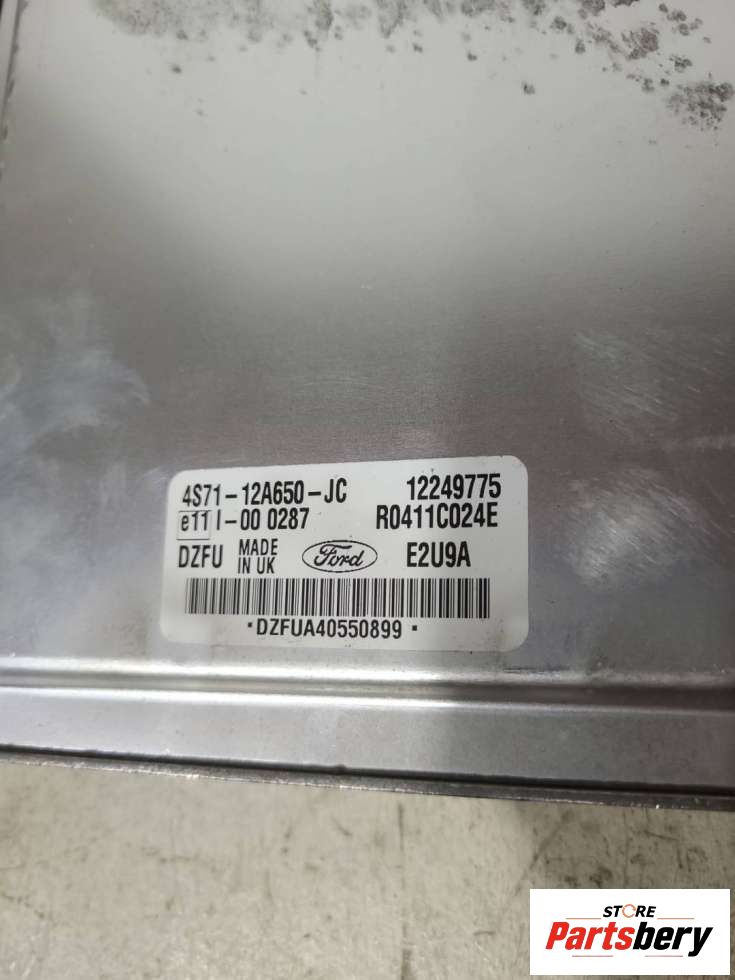 4S71-12A650-JC 12249775
e11 I-00 0287 R0411C024E
DZFU MADE IN UK Ford E2U9A
*DZFUA40550899*
STORE
Partsbery